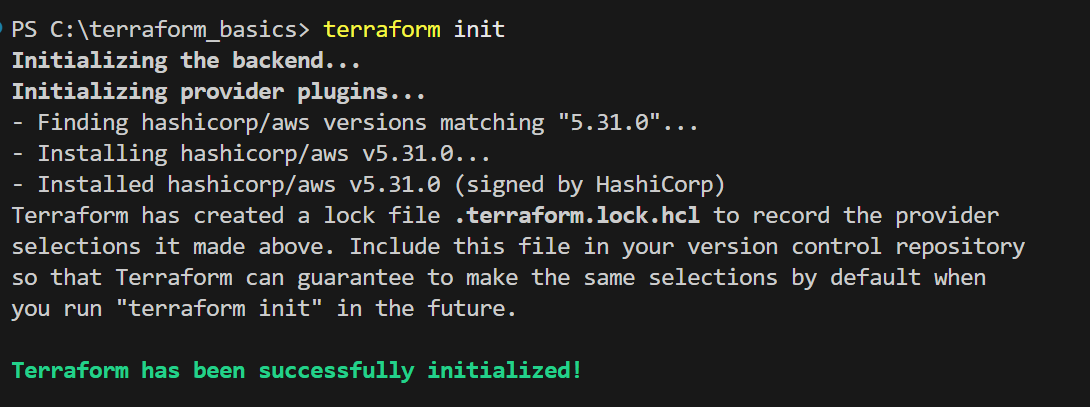 PS C:\terraform_basics> terraform init
Initializing the backend...
Initializing provider plugins...
- Finding hashicorp/aws versions matching "5.31.0"...
- Installing hashicorp/aws v5.31.0...
- Installed hashicorp/aws v5.31.0 (signed by HashiCorp)
Terraform has created a lock file .terraform.lock.hcl to record the provider
selections it made above. Include this file in your version control repository
so that Terraform can guarantee to make the same selections by default when
you run "terraform init" in the future.
Terraform has been successfully initialized!